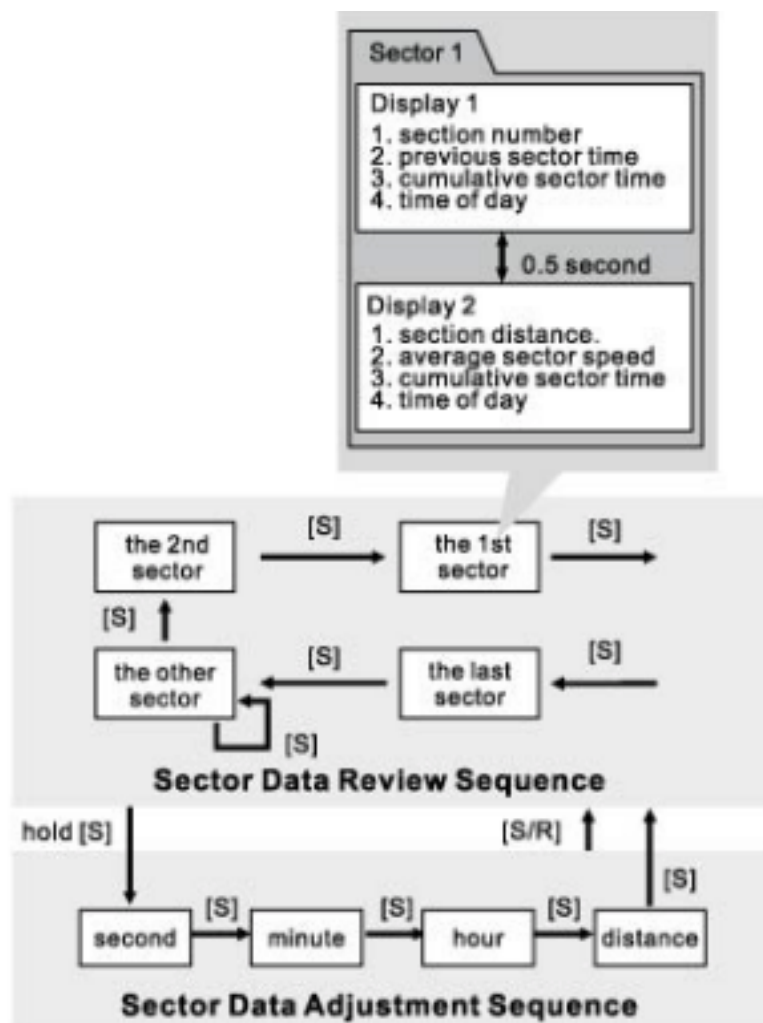 Sector 1
Display 1
1. section number
2. previous sector time
3. cumulative sector time
4. time of day
0.5 second
Display 2
1. section distance.
2. average sector speed
3. cumulative sector time
4. time of day
the 2nd
sector
[S]
the 1st
sector
[S]
[S]
the other
sector
[S]
the last
sector
[S]
[S]
Sector Data Review Sequence
hold [S]
[S/R]
[S]
second
[S]
minute
[S]
hour
[S]
distance
Sector Data Adjustment Sequence